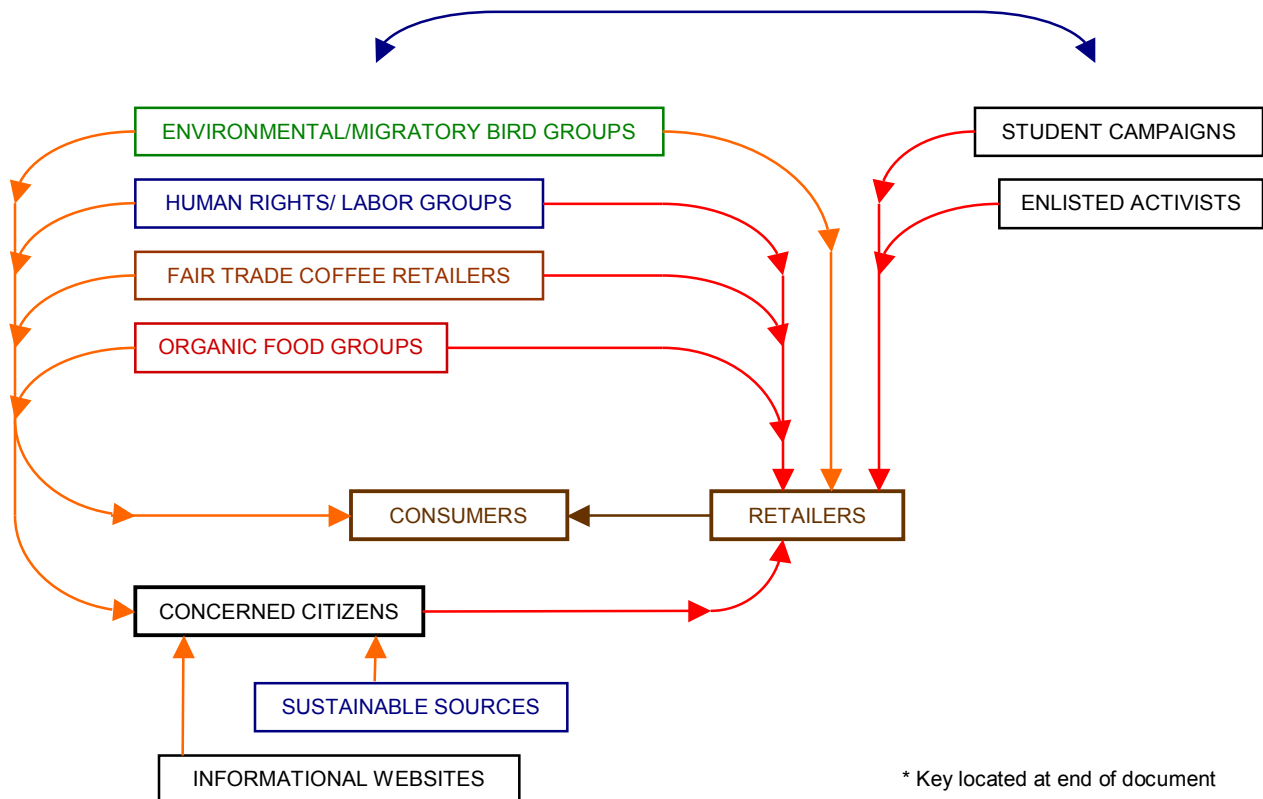 ENVIRONMENTAL/MIGRATORY BIRD GROUPS
STUDENT CAMPAIGNS
HUMAN RIGHTS/ LABOR GROUPS
ENLISTED ACTIVISTS
FAIR TRADE COFFEE RETAILERS
ORGANIC FOOD GROUPS
CONSUMERS
RETAILERS
CONCERNED CITIZENS
SUSTAINABLE SOURCES
INFORMATIONAL WEBSITES
* Key located at end of document